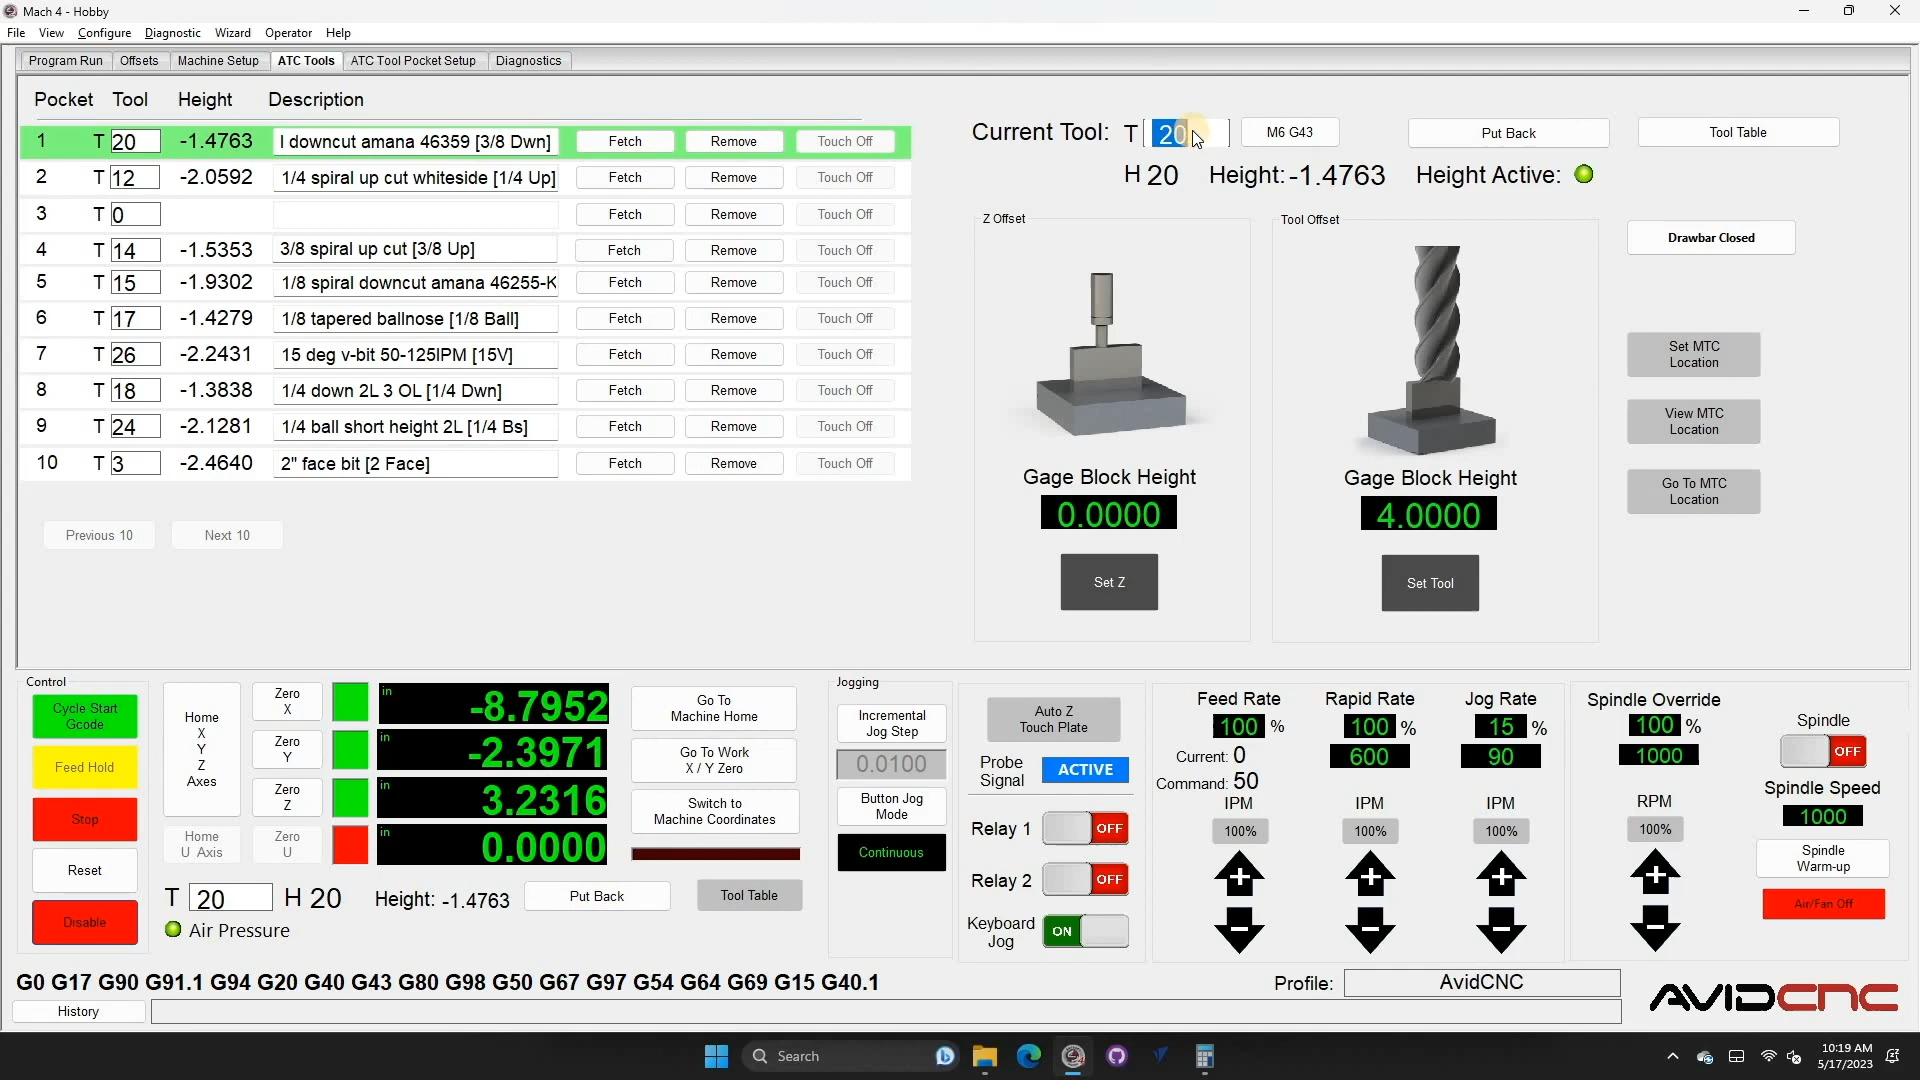 Mach 4 - Hobby
File View Configure Diagnostic Wizard Operator Help
Program Run Offsets Machine Setup ATC Tools ATC Tool Pocket Setup Diagnostics
Pocket Tool Height Description
1 T 20 -1.4763 l downcut amana 46359 [3/8 Dwn] Fetch Remove Touch Off
2 T 12 -2.0592 1/4 spiral up cut whiteside [1/4 Up] Fetch Remove Touch Off
3 T 0 Fetch Remove Touch Off
4 T 14 -1.5353 3/8 spiral up cut [3/8 Up] Fetch Remove Touch Off
5 T 15 -1.9302 1/8 spiral downcut amana 46255-K Fetch Remove Touch Off
6 T 17 -1.4279 1/8 tapered ballnose [1/8 Ball] Fetch Remove Touch Off
7 T 26 -2.2431 15 deg v-bit 50-125IPM [15V] Fetch Remove Touch Off
8 T 18 -1.3838 1/4 down 2L 3 OL [1/4 Dwn] Fetch Remove Touch Off
9 T 24 -2.1281 1/4 ball short height 2L [1/4 Bs] Fetch Remove Touch Off
10 T 3 -2.4640 2" face bit [2 Face] Fetch Remove Touch Off
Previous 10 Next 10
Current Tool: T 20 M6 G43 Put Back Tool Table
H 20 Height: -1.4763 Height Active:
Z Offset
Gage Block Height
0.0000
Set Z
Tool Offset
Gage Block Height
4.0000
Set Tool
Drawbar Closed
Set MTC
Location
View MTC
Location
Go To MTC
Location
Control
Cycle Start
Gcode
Feed Hold
Stop
Reset
Disable
Home
X
Y
Z
Axes
Home
U Axis
Zero
X
in -8.7952
Zero
Y
in -2.3971
Zero
Z
in 3.2316
Zero
U
in 0.0000
Go To
Machine Home
Go To Work
X / Y Zero
Switch to
Machine Coordinates
T 20 H 20 Height: -1.4763 Put Back Tool Table
Air Pressure
Jogging
Incremental
Jog Step
0.0100
Button Jog
Mode
Continuous
Auto Z
Touch Plate
Probe
Signal
ACTIVE
Relay 1 OFF
Relay 2 OFF
Keyboard
Jog
ON
Feed Rate
100 %
Current: 0
Command: 50
IPM
100%
+
-
Rapid Rate
100 %
600
IPM
100%
+
-
Jog Rate
15 %
90
IPM
100%
+
-
Spindle Override
100 %
1000
RPM
100%
+
-
Spindle
OFF
Spindle Speed
1000
Spindle
Warm-up
Air/Fan Off
G0 G17 G90 G91.1 G94 G20 G40 G43 G80 G98 G50 G67 G97 G54 G64 G69 G15 G40.1
Profile: AvidCNC
AVIDCNC
History
Search
10:19 AM
5/17/2023